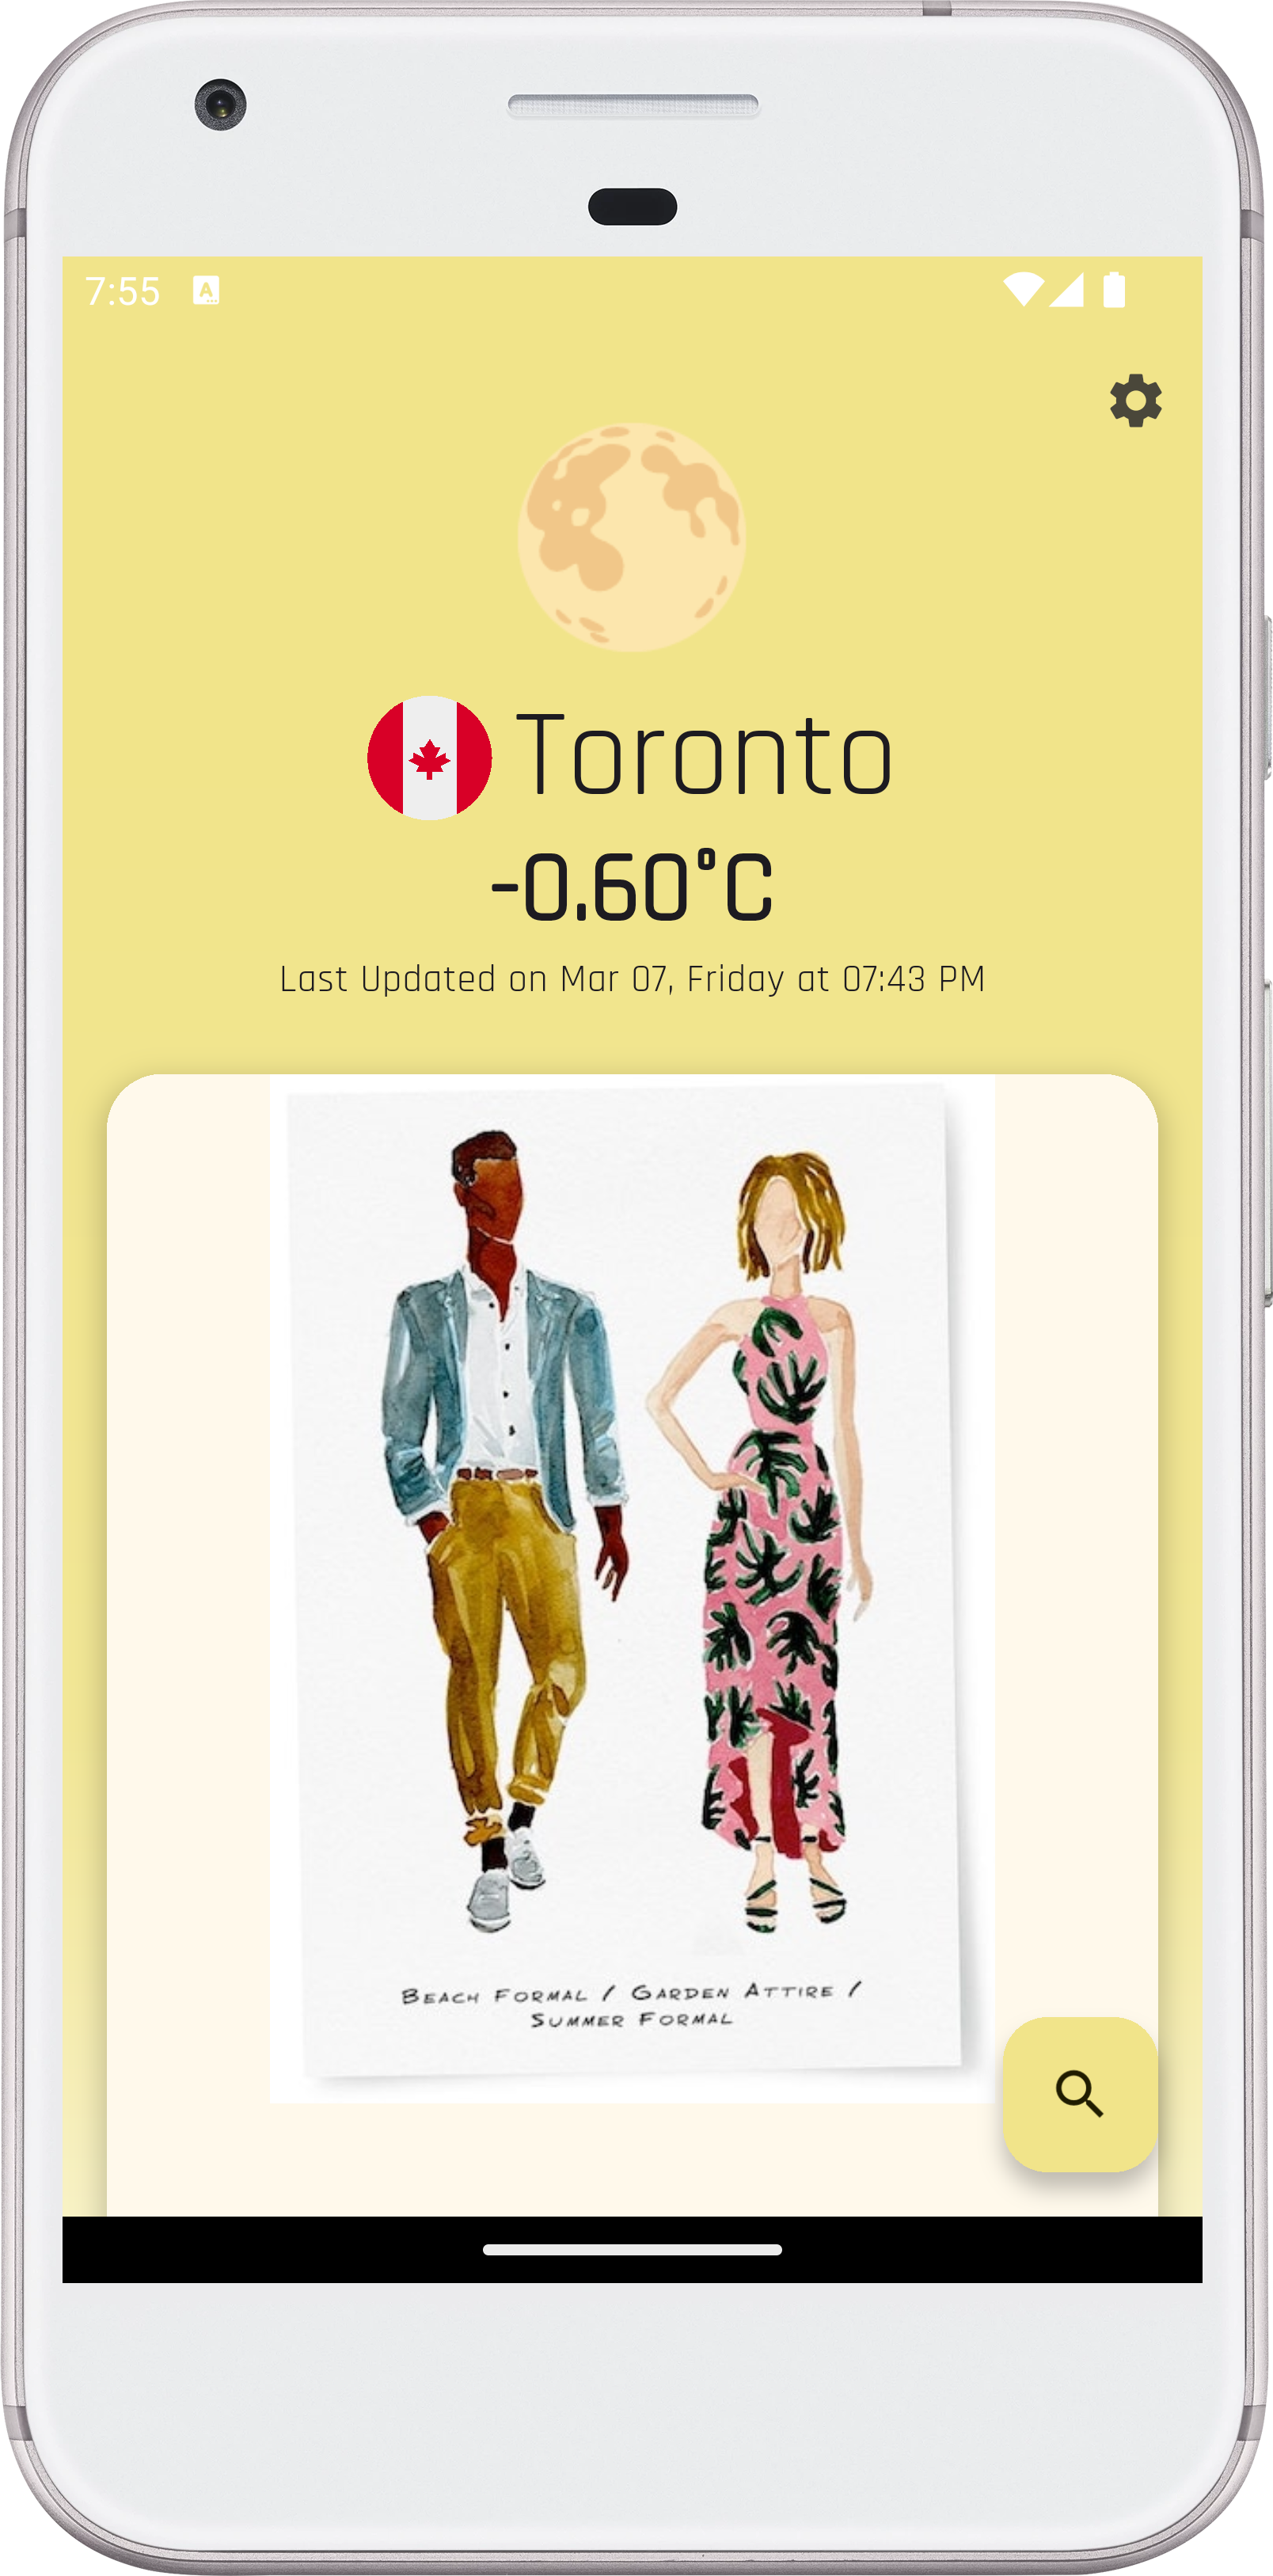 7:55 A
Toronto
-0.60°C
Last Updated on Mar 07, Friday at 07:43 PM
BEACH FORMAL / GARDEN ATTIRE /
SUMMER FORMAL